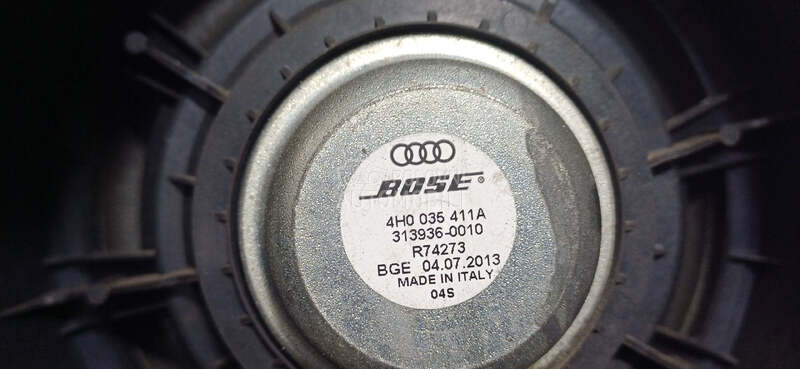 BOSE®
4H0 035 411A
313936-0010
R74273
BGE 04.07.2013
MADE IN ITALY
04S